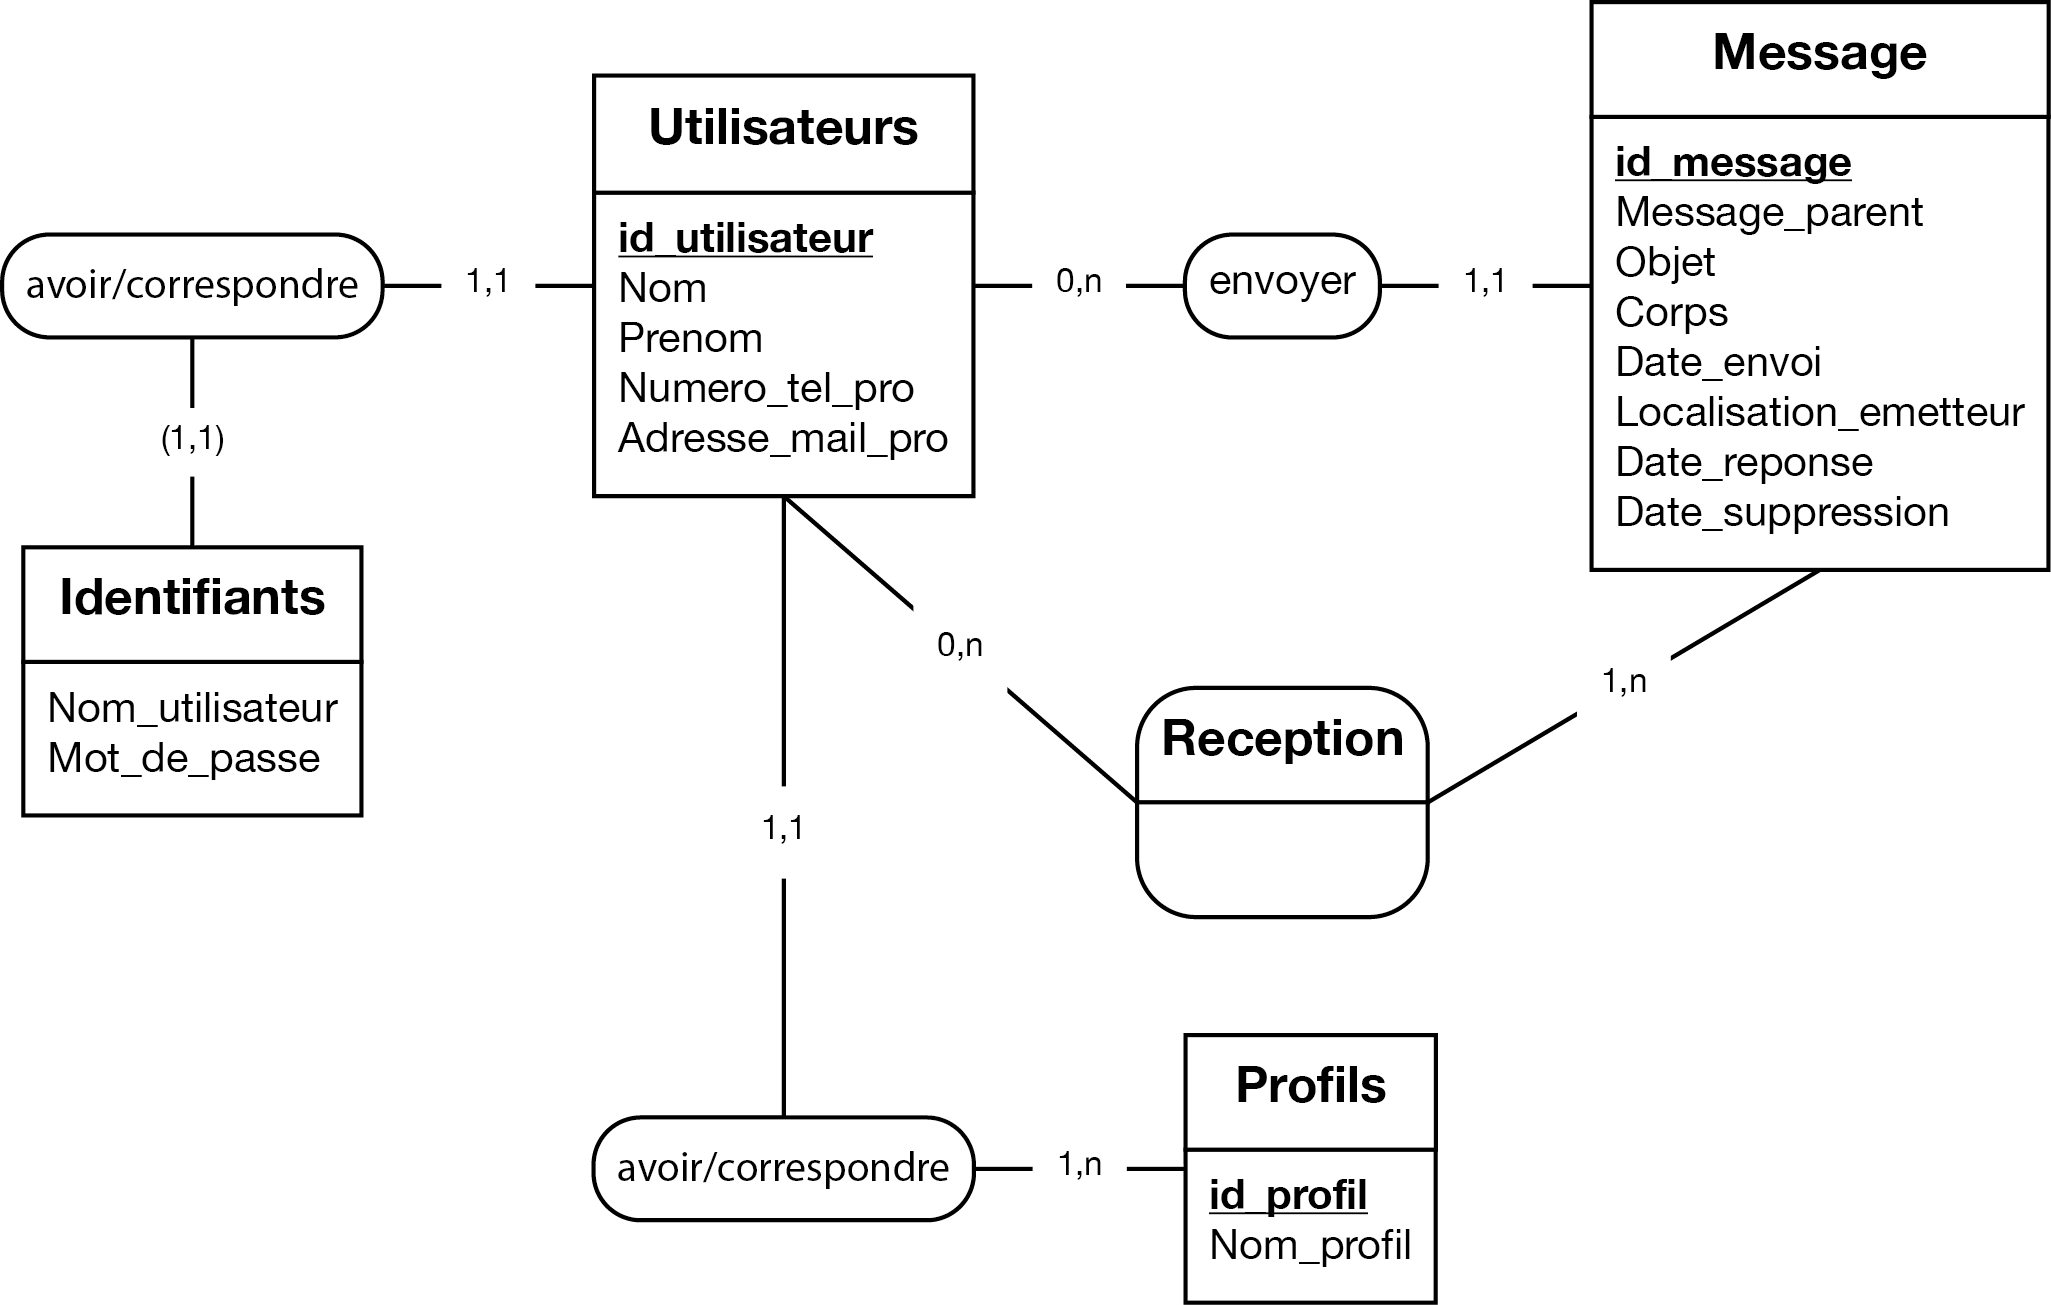 Message
id_message
Message_parent
Objet
Corps
Date_envoi
Localisation_emetteur
Date_reponse
Date_suppression
Utilisateurs
id_utilisateur
Nom
Prenom
Numero_tel_pro
Adresse_mail_pro
avoir/correspondre
1,1
0,n
envoyer
1,1
(1,1)
Identifiants
Nom_utilisateur
Mot_de_passe
0,n
1,n
Reception
1,1
avoir/correspondre
1,n
Profils
id_profil
Nom_profil